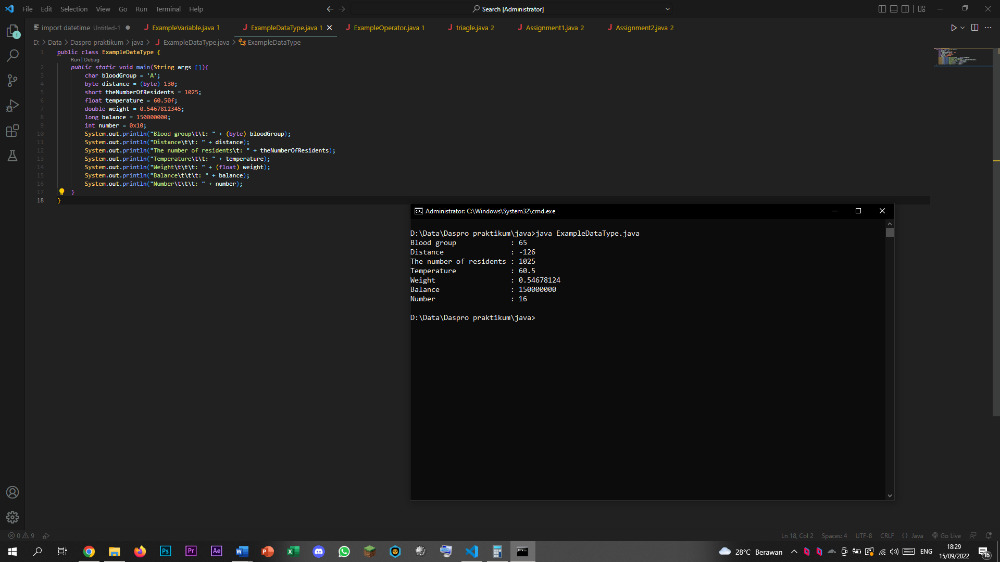 File Edit Selection View Go Run Terminal Help Search [Administrator]
import datetime Untitled-1 ExampleVariable.java 1 ExampleDataType.java 1 ExampleOperator.java 1 triagle.java 2 Assignment1.java 2 Assignment2.java 2
D: > Data > Daspro praktikum > java > ExampleDataType.java > ExampleDataType
1 public class ExampleDataType {
Run | Debug
2 public static void main(String args []){
3 char bloodGroup = 'A';
4 byte distance = (byte) 130;
5 short theNumberOfResidents = 1025;
6 float temperature = 60.50f;
7 double weight = 0.5467812345;
8 long balance = 150000000;
9 int number = 0x10;
10 System.out.println("Blood group\t\t: " + (byte) bloodGroup);
11 System.out.println("Distance\t\t: " + distance);
12 System.out.println("The number of residents\t: " + theNumberOfResidents);
13 System.out.println("Temperature\t\t: " + temperature);
14 System.out.println("Weight\t\t\t: " + (float) weight);
15 System.out.println("Balance\t\t\t: " + balance);
16 System.out.println("Number\t\t\t: " + number);
17 }
18 }
Administrator: C:\Windows\System32\cmd.exe
D:\Data\Daspro praktikum\java>java ExampleDataType.java
Blood group : 65
Distance : -126
The number of residents : 1025
Temperature : 60.5
Weight : 0.54678124
Balance : 150000000
Number : 16
D:\Data\Daspro praktikum\java>
0 9 Ln 18, Col 2 Spaces: 4 UTF-8 CRLF {} Java Go Live
28°C Berawan ENG 18:29
15/09/2022 16